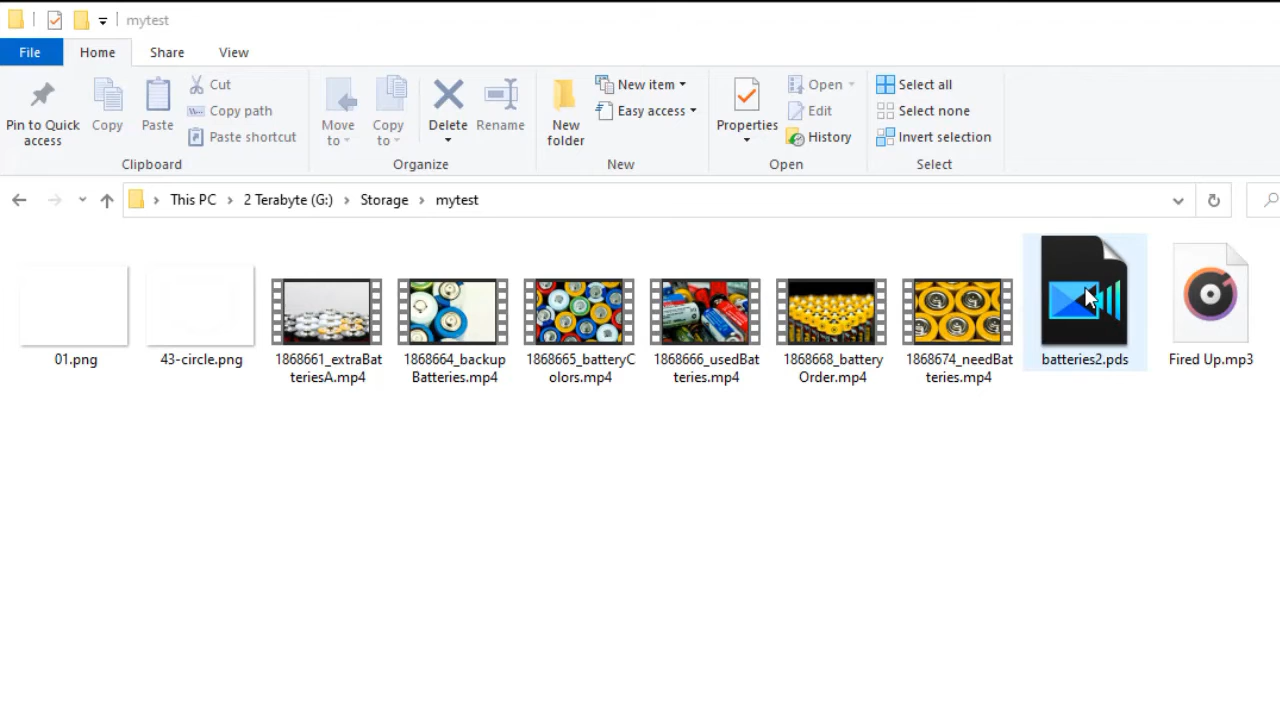 mytest
File Home Share View
Pin to Quick access
Copy
Paste
Cut
Copy path
Paste shortcut
Clipboard
Move to
Copy to
Delete
Rename
Organize
New folder
New item
Easy access
New
Properties
Open
Edit
History
Open
Select all
Select none
Invert selection
Select
This PC > 2 Terabyte (G:) > Storage > mytest
01.png
43-circle.png
1868661_extraBat
teriesA.mp4
1868664_backup
Batteries.mp4
1868665_batteryC
olors.mp4
1868666_usedBat
teries.mp4
1868668_battery
Order.mp4
1868674_needBat
teries.mp4
batteries2.pds
Fired Up.mp3